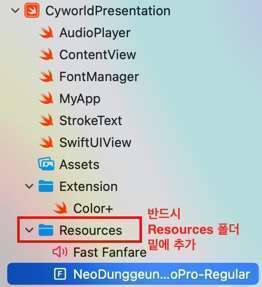 CyworldPresentation
AudioPlayer
ContentView
FontManager
MyApp
StrokeText
SwiftUIView
Assets
Extension
Color+
Resources
반드시
Resources 폴더
밑에 추가
Fast Fanfare
NeoDunggeun...oPro-Regular